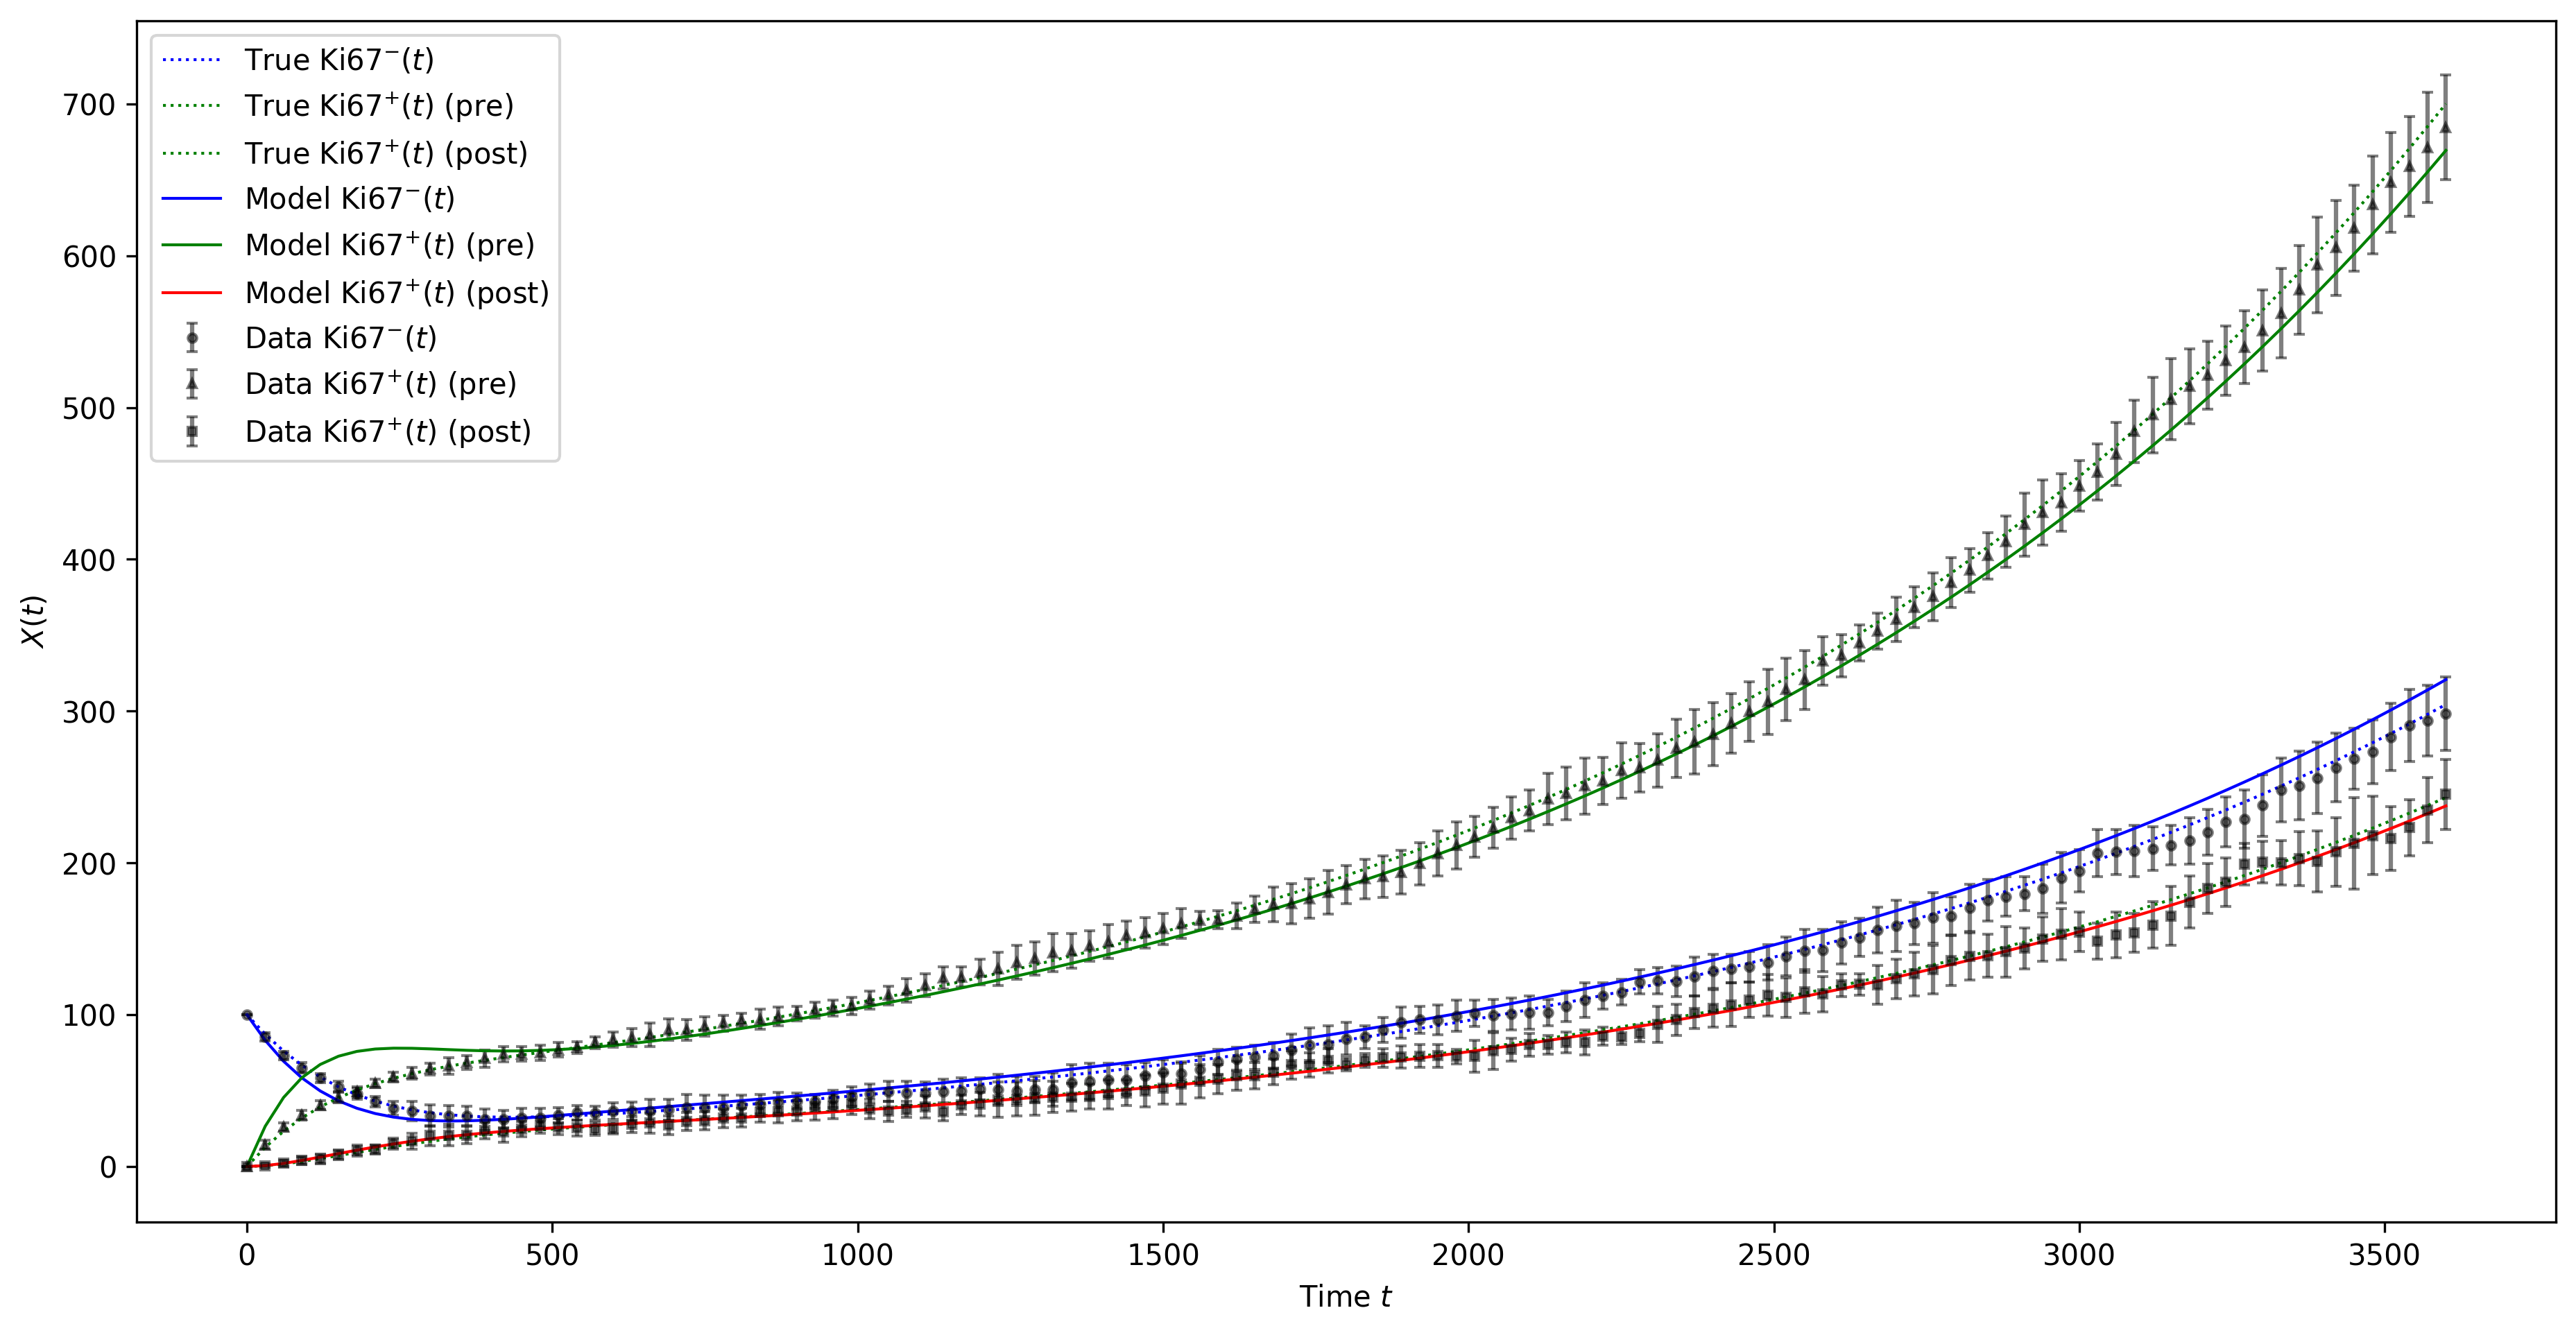 True Ki67⁻(t)
True Ki67⁺(t) (pre)
True Ki67⁺(t) (post)
Model Ki67⁻(t)
Model Ki67⁺(t) (pre)
Model Ki67⁺(t) (post)
Data Ki67⁻(t)
Data Ki67⁺(t) (pre)
Data Ki67⁺(t) (post)
700
600
500
400
300
200
100
0
X(t)
0 500 1000 1500 2000 2500 3000 3500
Time t